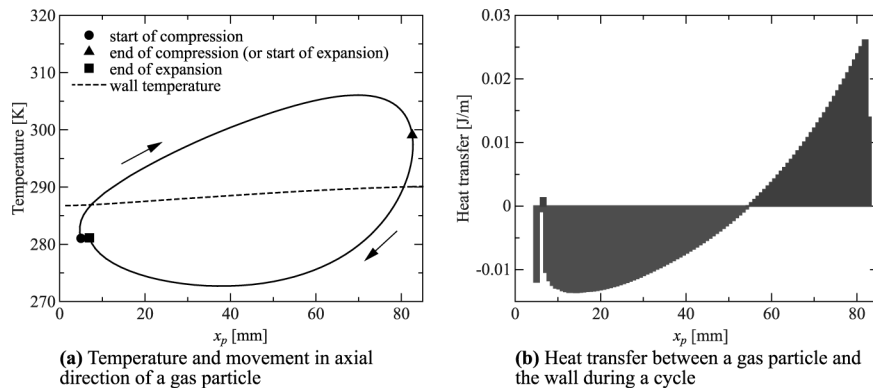 320
310
300
290
280
270
Temperature [K]
start of compression
end of compression (or start of expansion)
end of expansion
wall temperature
0
20
40
60
80
x_p [mm]
(a) Temperature and movement in axial
direction of a gas particle
0.03
0.02
0.01
0
-0.01
Heat transfer [J/m]
0
20
40
60
80
x_p [mm]
(b) Heat transfer between a gas particle and
the wall during a cycle